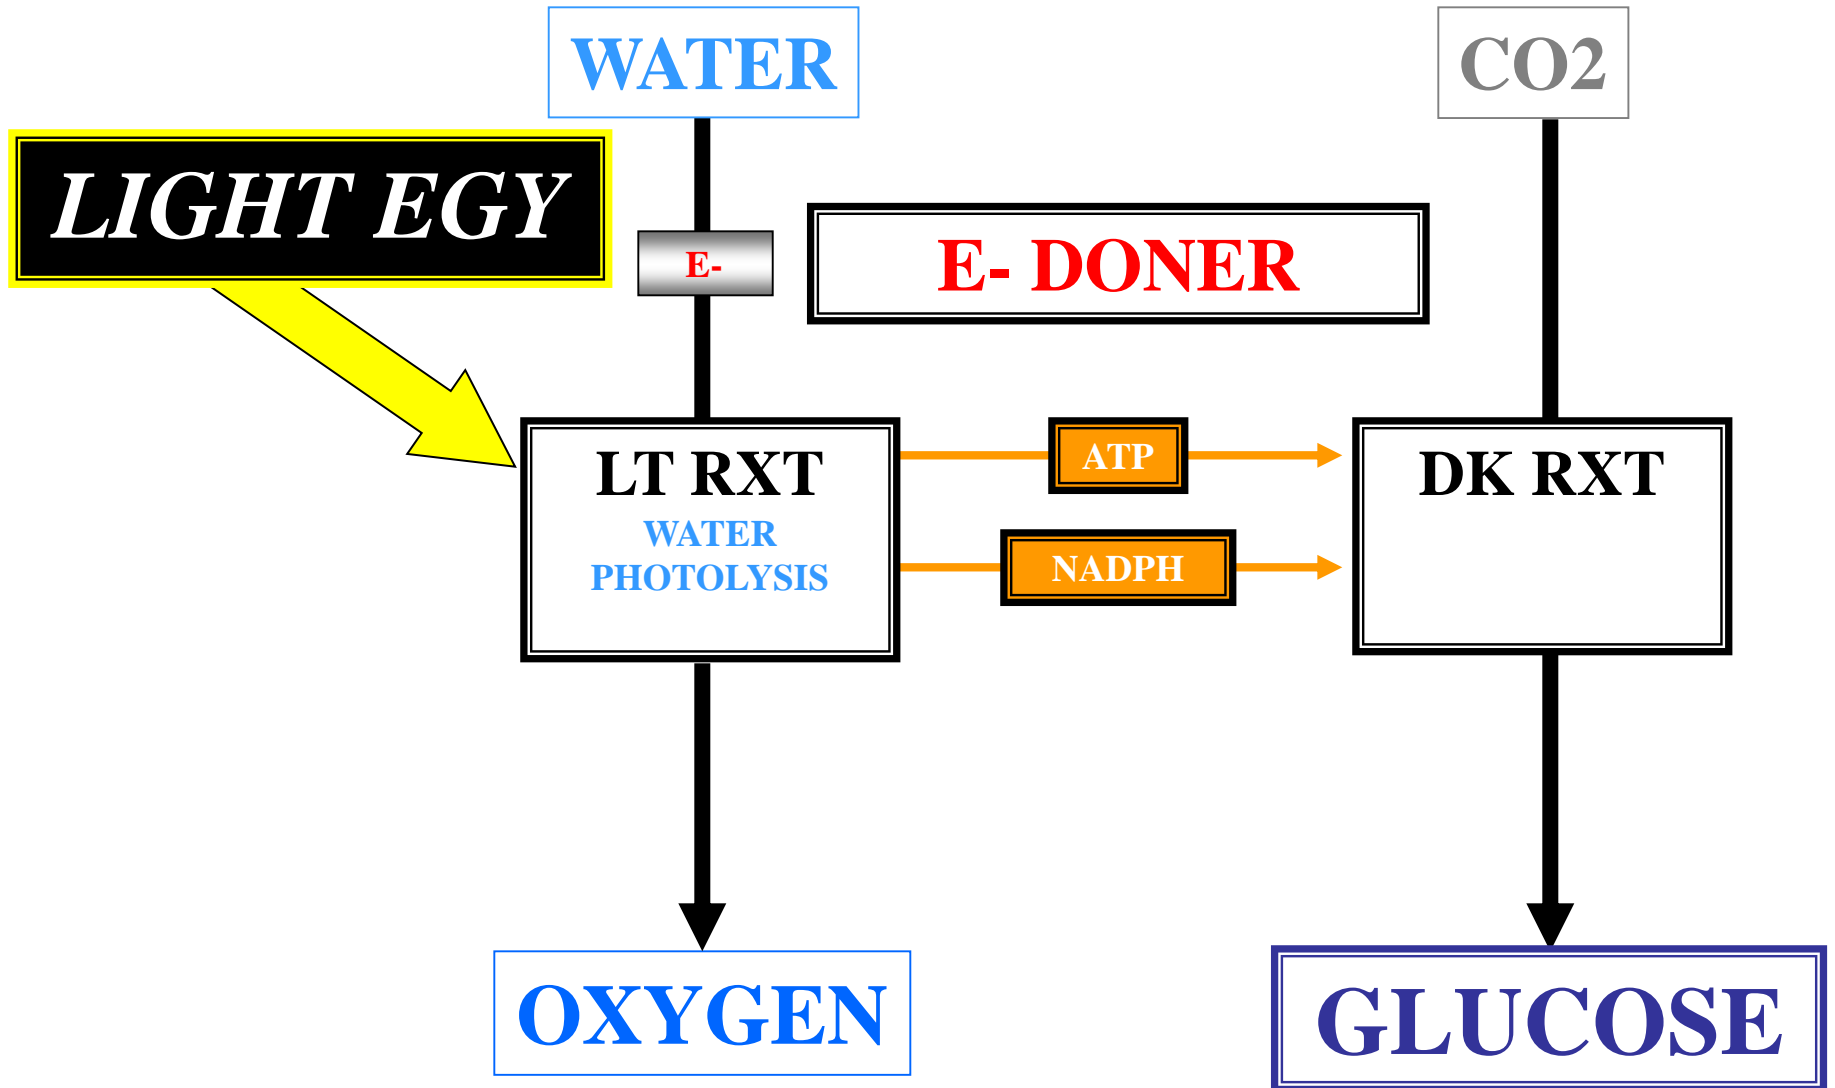 WATER
CO2
LIGHT EGY
E-
E- DONER
LT RXT
WATER
PHOTOLYSIS
ATP
NADPH
DK RXT
OXYGEN
GLUCOSE